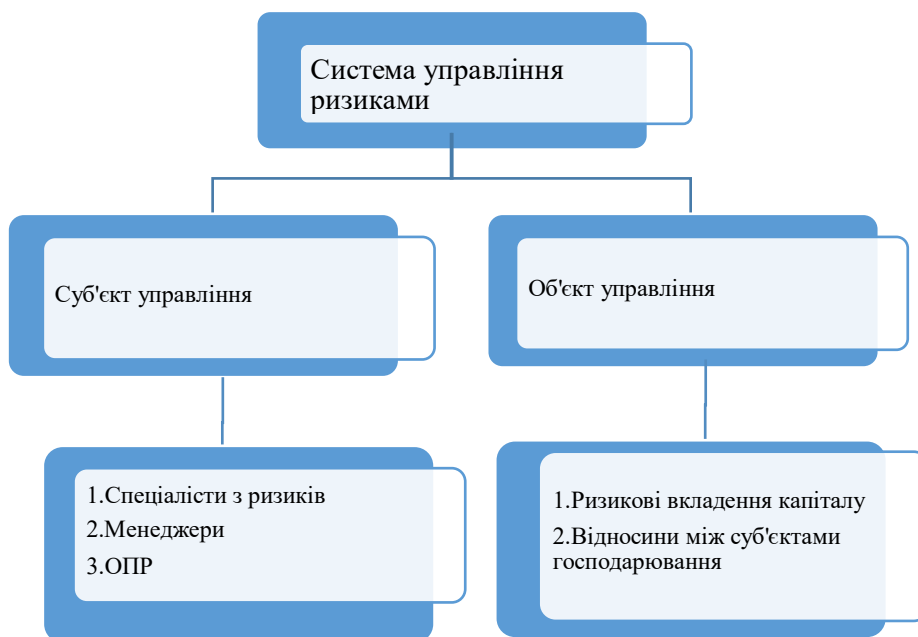 Система управління
ризиками
Суб'єкт управління
Об'єкт управління
1.Спеціалісти з ризиків
2.Менеджери
3.ОПР
1.Ризикові вкладення капіталу
2.Відносини між суб'єктами
господарювання